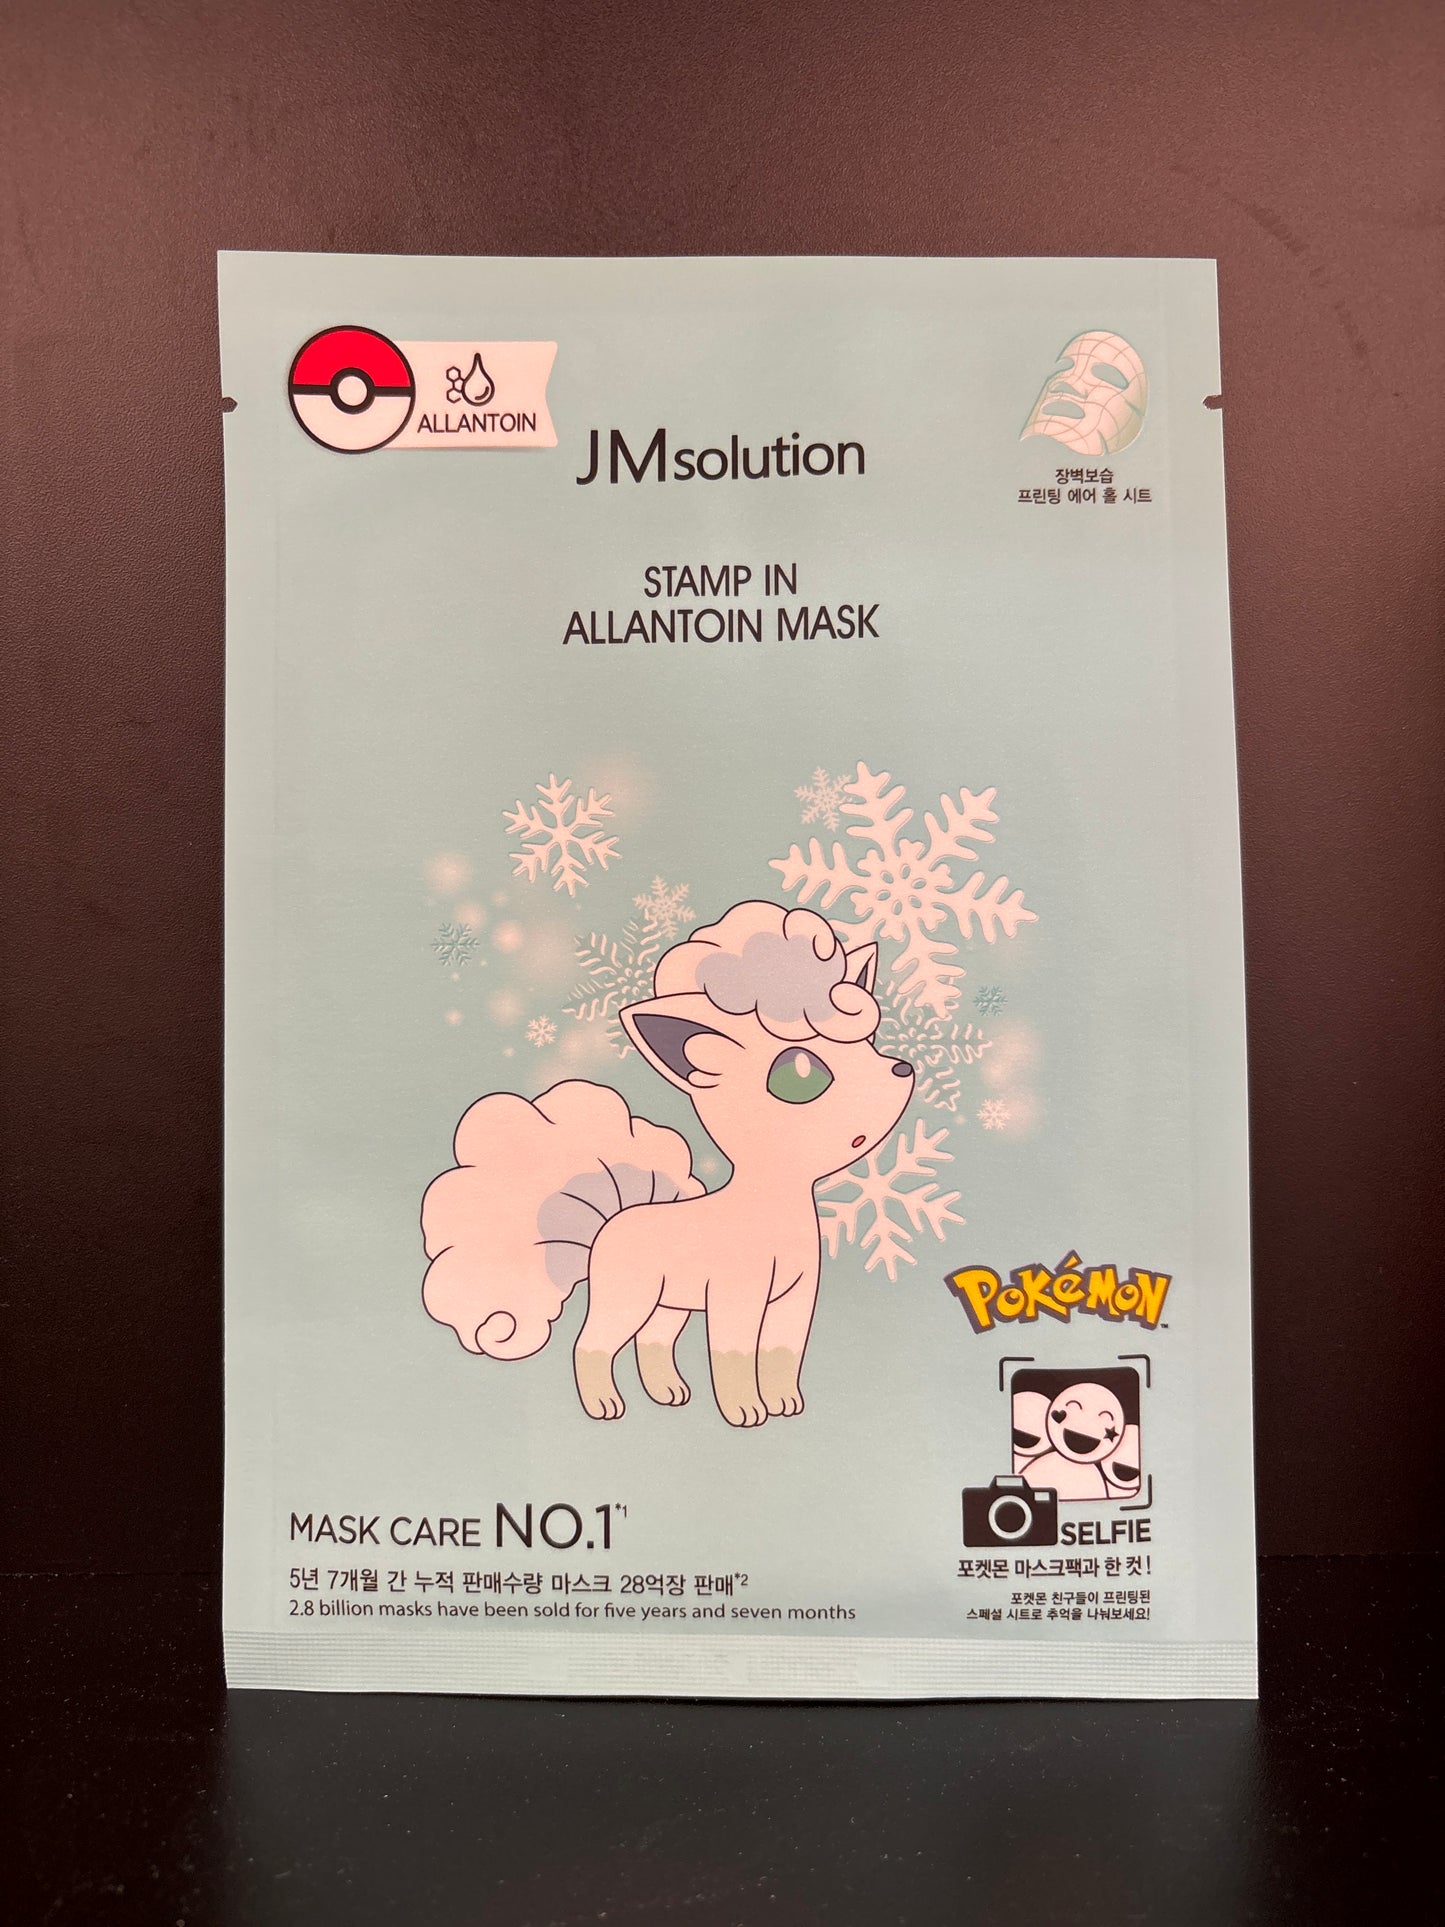 ALLANTOIN
JMsolution
장벽보습
프린팅 에어 홀 시트
STAMP IN
ALLANTOIN MASK
POKéMON™
SELFIE
포켓몬 마스크팩과 한 컷!
포켓몬 친구들이 프린팅된
스페셜 시트로 추억을 나눠보세요!
MASK CARE NO.1*1
5년 7개월 간 누적 판매수량 마스크 28억장 판매*2
2.8 billion masks have been sold for five years and seven months